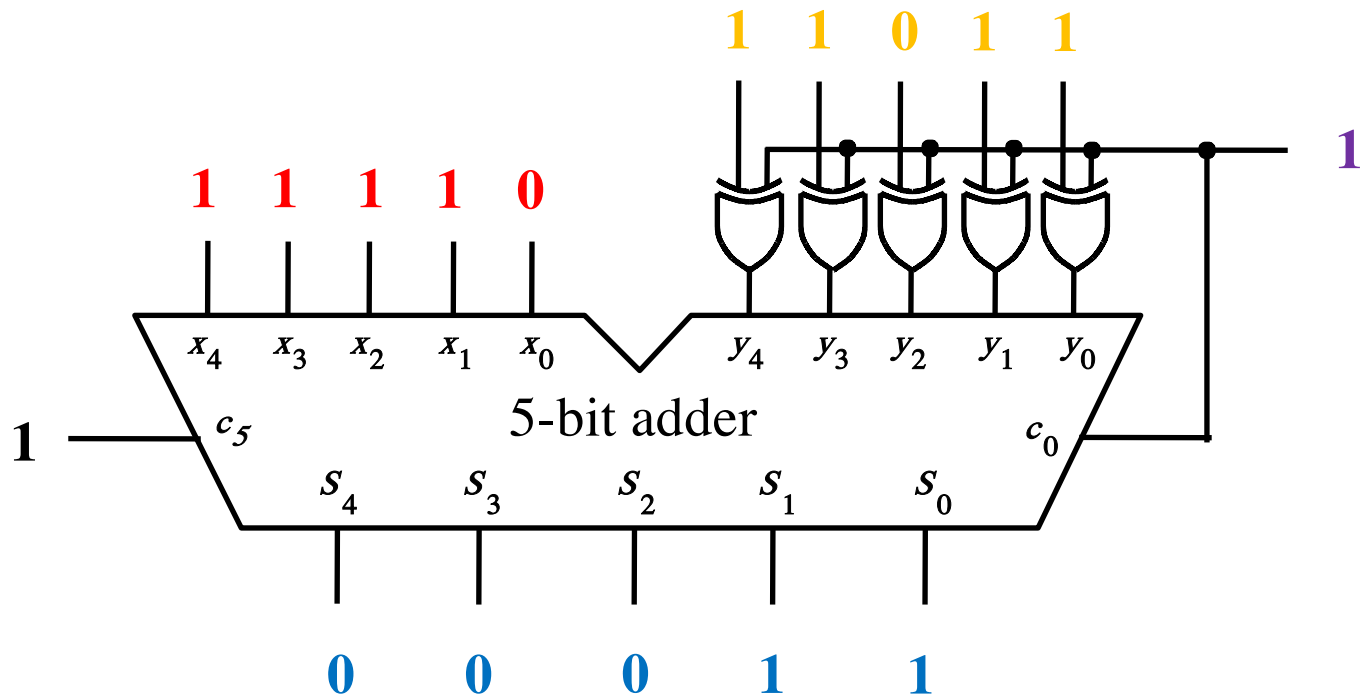 1 1 0 1 1
1
1 1 1 1 0
x4 x3 x2 x1 x0 y4 y3 y2 y1 y0
5-bit adder
1 c5 c0
S4 S3 S2 S1 S0
0 0 0 1 1